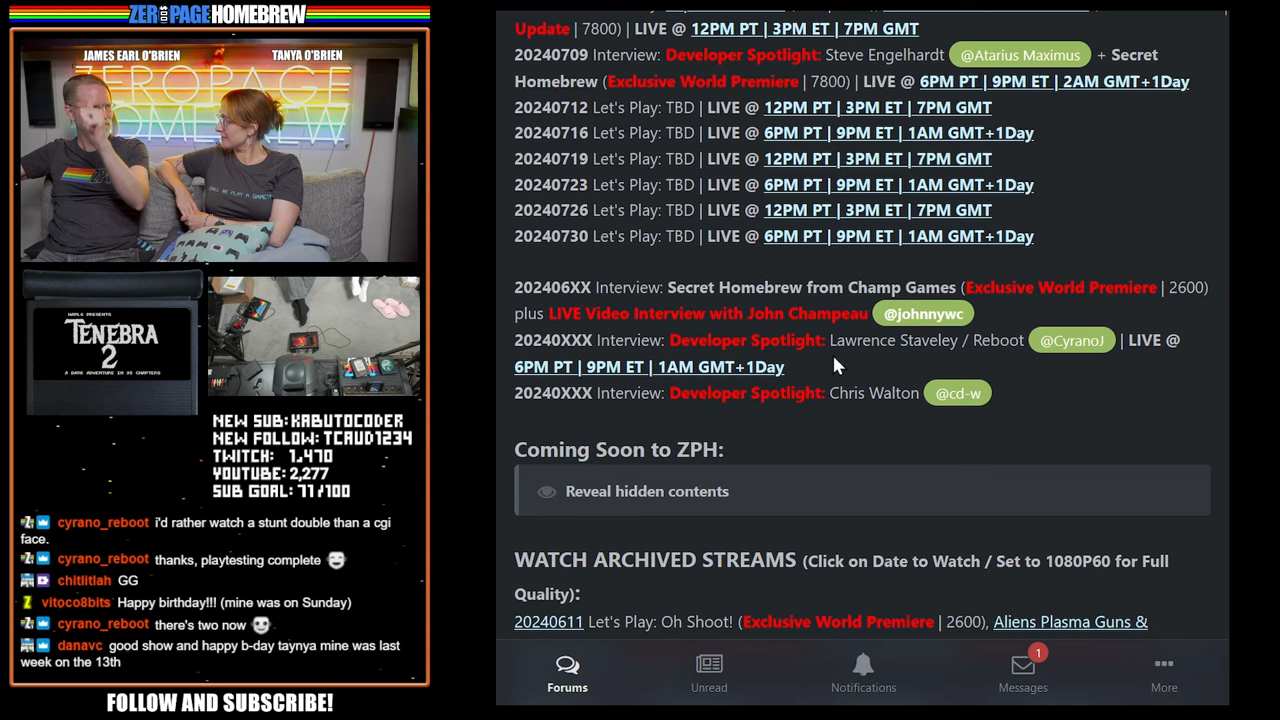 ZEROPAGE HOMEBREW
JAMES EARL O'BRIEN
TANYA O'BRIEN
ZEROPAGE
HOMEBREW
SHALL WE PLAY A GAME?
HAPLO PRESENTS
TENEBRA
2
A DARK ADVENTURE IN 35 CHAPTERS
NEW SUB: KABUTOCODER
NEW FOLLOW: TCAUD1234
TWITCH: 1,470
YOUTUBE: 2,277
SUB GOAL: 71/100
cyrano_reboot i'd rather watch a stunt double than a cgi
face.
cyrano_reboot thanks, playtesting complete
chitlitlah GG
vitoco8bits Happy birthday!!! (mine was on Sunday)
cyrano_reboot there's two now
danavc good show and happy b-day taynya mine was last
week on the 13th
FOLLOW AND SUBSCRIBE!
Update | 7800) | LIVE @ 12PM PT | 3PM ET | 7PM GMT
20240709 Interview: Developer Spotlight: Steve Engelhardt @Atarius Maximus + Secret
Homebrew (Exclusive World Premiere | 7800) | LIVE @ 6PM PT | 9PM ET | 2AM GMT+1Day
20240712 Let's Play: TBD | LIVE @ 12PM PT | 3PM ET | 7PM GMT
20240716 Let's Play: TBD | LIVE @ 6PM PT | 9PM ET | 1AM GMT+1Day
20240719 Let's Play: TBD | LIVE @ 12PM PT | 3PM ET | 7PM GMT
20240723 Let's Play: TBD | LIVE @ 6PM PT | 9PM ET | 1AM GMT+1Day
20240726 Let's Play: TBD | LIVE @ 12PM PT | 3PM ET | 7PM GMT
20240730 Let's Play: TBD | LIVE @ 6PM PT | 9PM ET | 1AM GMT+1Day
202406XX Interview: Secret Homebrew from Champ Games (Exclusive World Premiere | 2600)
plus LIVE Video Interview with John Champeau @johnnywc
20240XXX Interview: Developer Spotlight: Lawrence Staveley / Reboot @CyranoJ | LIVE @
6PM PT | 9PM ET | 1AM GMT+1Day
20240XXX Interview: Developer Spotlight: Chris Walton @cd-w
Coming Soon to ZPH:
Reveal hidden contents
WATCH ARCHIVED STREAMS (Click on Date to Watch / Set to 1080P60 for Full
Quality):
20240611 Let's Play: Oh Shoot! (Exclusive World Premiere | 2600), Aliens Plasma Guns &
1
Forums
Unread
Notifications
Messages
More